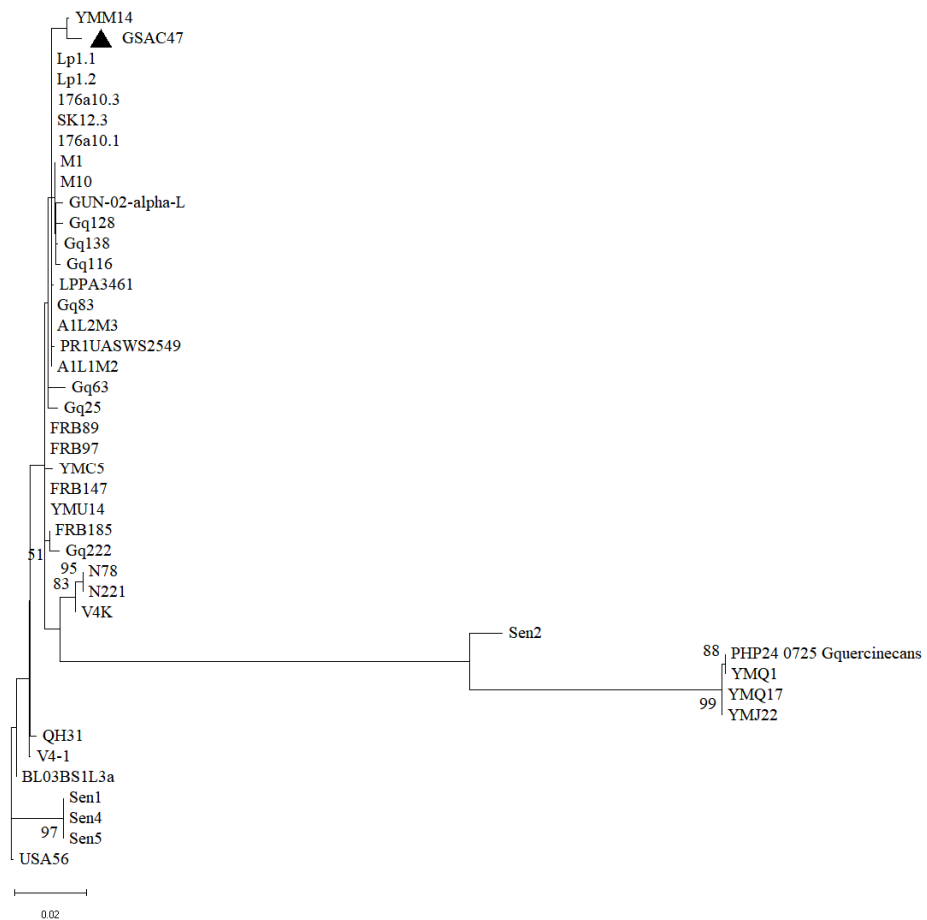 YMM14
GSAC47
Lp1.1
Lp1.2
176a10.3
SK12.3
176a10.1
M1
M10
GUN-02-alpha-L
Gq128
Gq138
Gq116
LPPA3461
Gq83
A1L2M3
PR1UASWS2549
A1L1M2
Gq63
Gq25
FRB89
FRB97
YMC5
FRB147
YMU14
FRB185
51
Gq222
95
N78
83
N221
V4K
Sen2
88
PHP24 0725 Gquercinecans
YMQ1
YMQ17
99
YMJ22
QH31
V4-1
BL03BS1L3a
Sen1
Sen4
97
Sen5
USA56
0.02